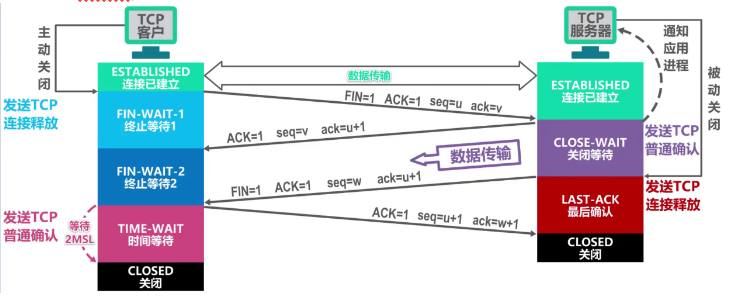 TCP
客户
TCP
服务器
主动关闭
通知
应用
进程
ESTABLISHED
连接已建立
数据传输
ESTABLISHED
连接已建立
被动关闭
FIN=1 ACK=1 seq=u ack=v
发送TCP
连接释放
FIN-WAIT-1
终止等待1
ACK=1 seq=v ack=u+1
CLOSE-WAIT
关闭等待
发送TCP
普通确认
数据传输
FIN-WAIT-2
终止等待2
FIN=1 ACK=1 seq=w ack=u+1
发送TCP
连接释放
LAST-ACK
最后确认
发送TCP
普通确认
等待
2MSL
TIME-WAIT
时间等待
ACK=1 seq=u+1 ack=w+1
CLOSED
关闭
CLOSED
关闭